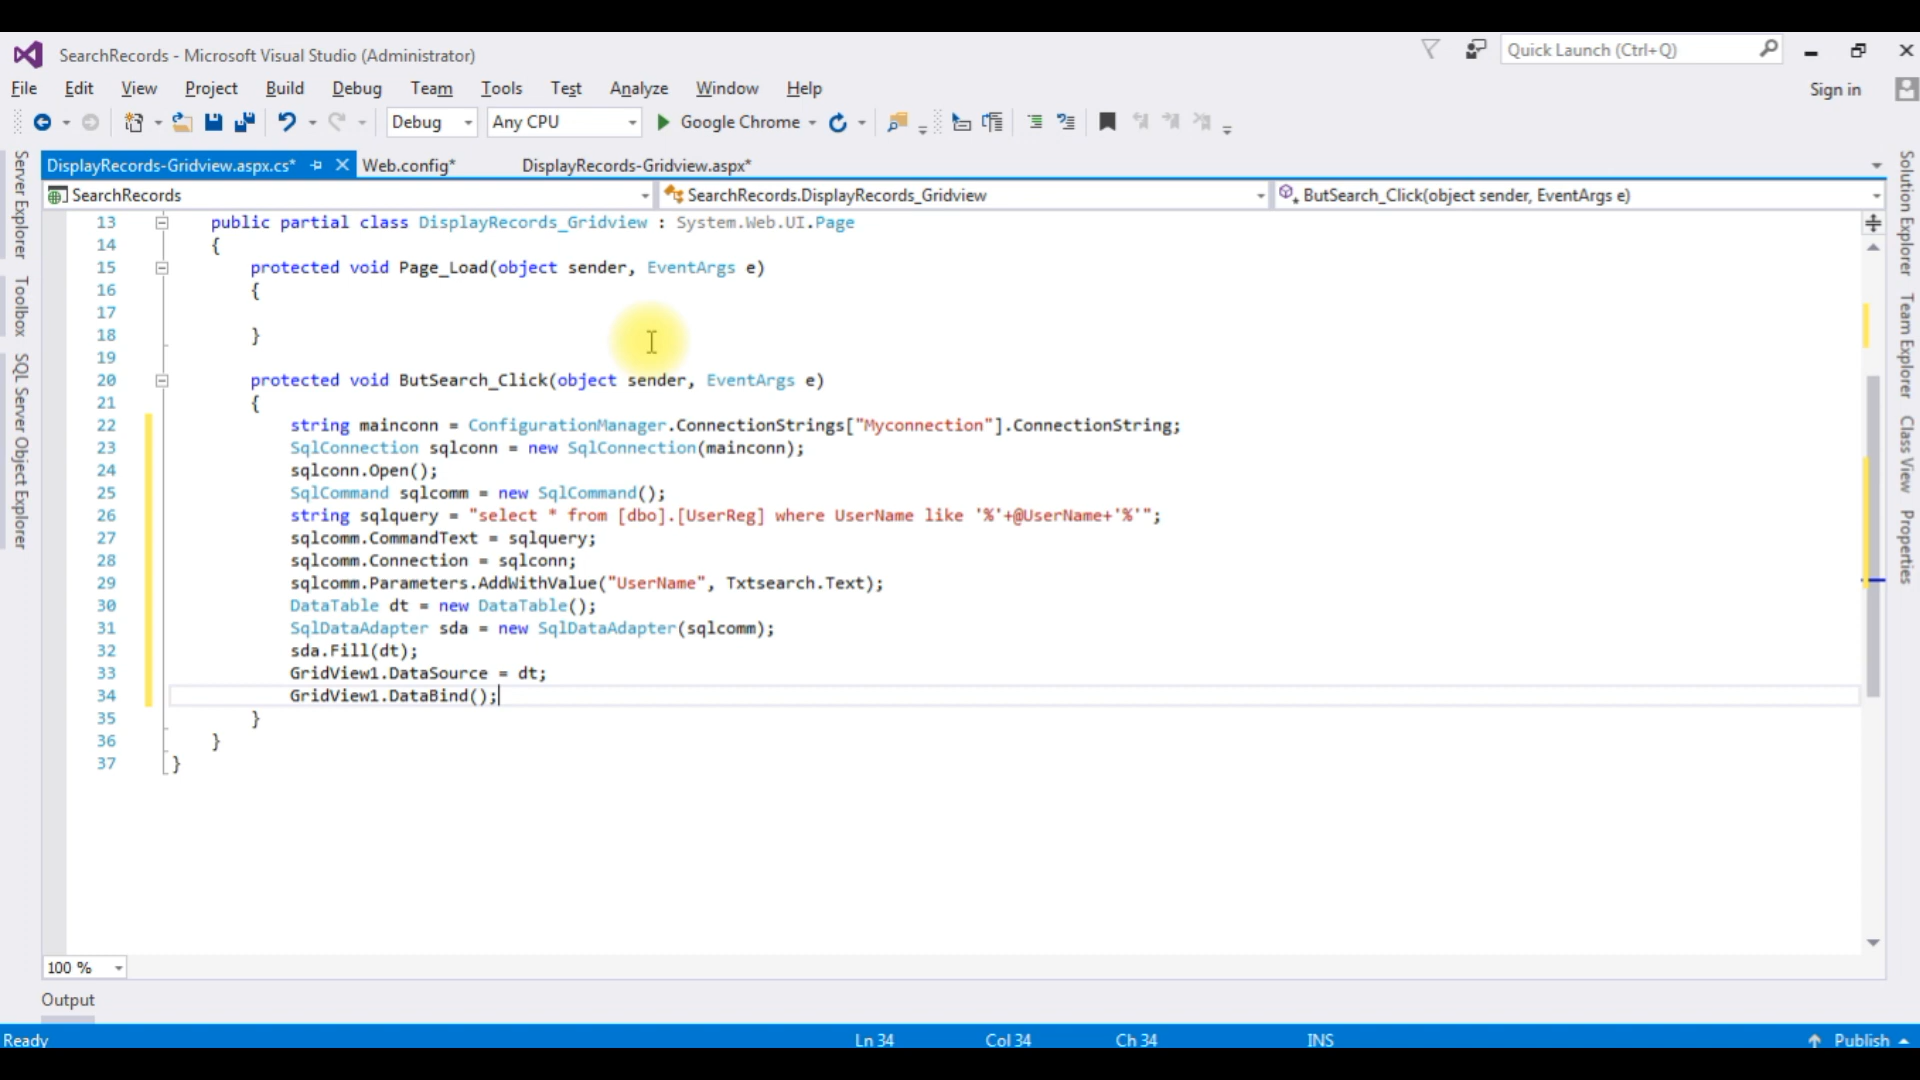 SearchRecords - Microsoft Visual Studio (Administrator)
Quick Launch (Ctrl+Q)
File Edit View Project Build Debug Team Tools Test Analyze Window Help
Sign in
Debug Any CPU Google Chrome
DisplayRecords-Gridview.aspx.cs* Web.config* DisplayRecords-Gridview.aspx*
SearchRecords SearchRecords.DisplayRecords_Gridview ButSearch_Click(object sender, EventArgs e)
Server Explorer
Toolbox
SQL Server Object Explorer
13 public partial class DisplayRecords_Gridview : System.Web.UI.Page
14 {
15 protected void Page_Load(object sender, EventArgs e)
16 {
17
18 }
19
20 protected void ButSearch_Click(object sender, EventArgs e)
21 {
22 string mainconn = ConfigurationManager.ConnectionStrings["Myconnection"].ConnectionString;
23 SqlConnection sqlconn = new SqlConnection(mainconn);
24 sqlconn.Open();
25 SqlCommand sqlcomm = new SqlCommand();
26 string sqlquery = "select * from [dbo].[UserReg] where UserName like '%'+@UserName+'%'";
27 sqlcomm.CommandText = sqlquery;
28 sqlcomm.Connection = sqlconn;
29 sqlcomm.Parameters.AddWithValue("UserName", Txtsearch.Text);
30 DataTable dt = new DataTable();
31 SqlDataAdapter sda = new SqlDataAdapter(sqlcomm);
32 sda.Fill(dt);
33 GridView1.DataSource = dt;
34 GridView1.DataBind();
35 }
36 }
37 }
Solution Explorer
Team Explorer
Class View
Properties
100 %
Output
Ready Ln 34 Col 34 Ch 34 INS Publish